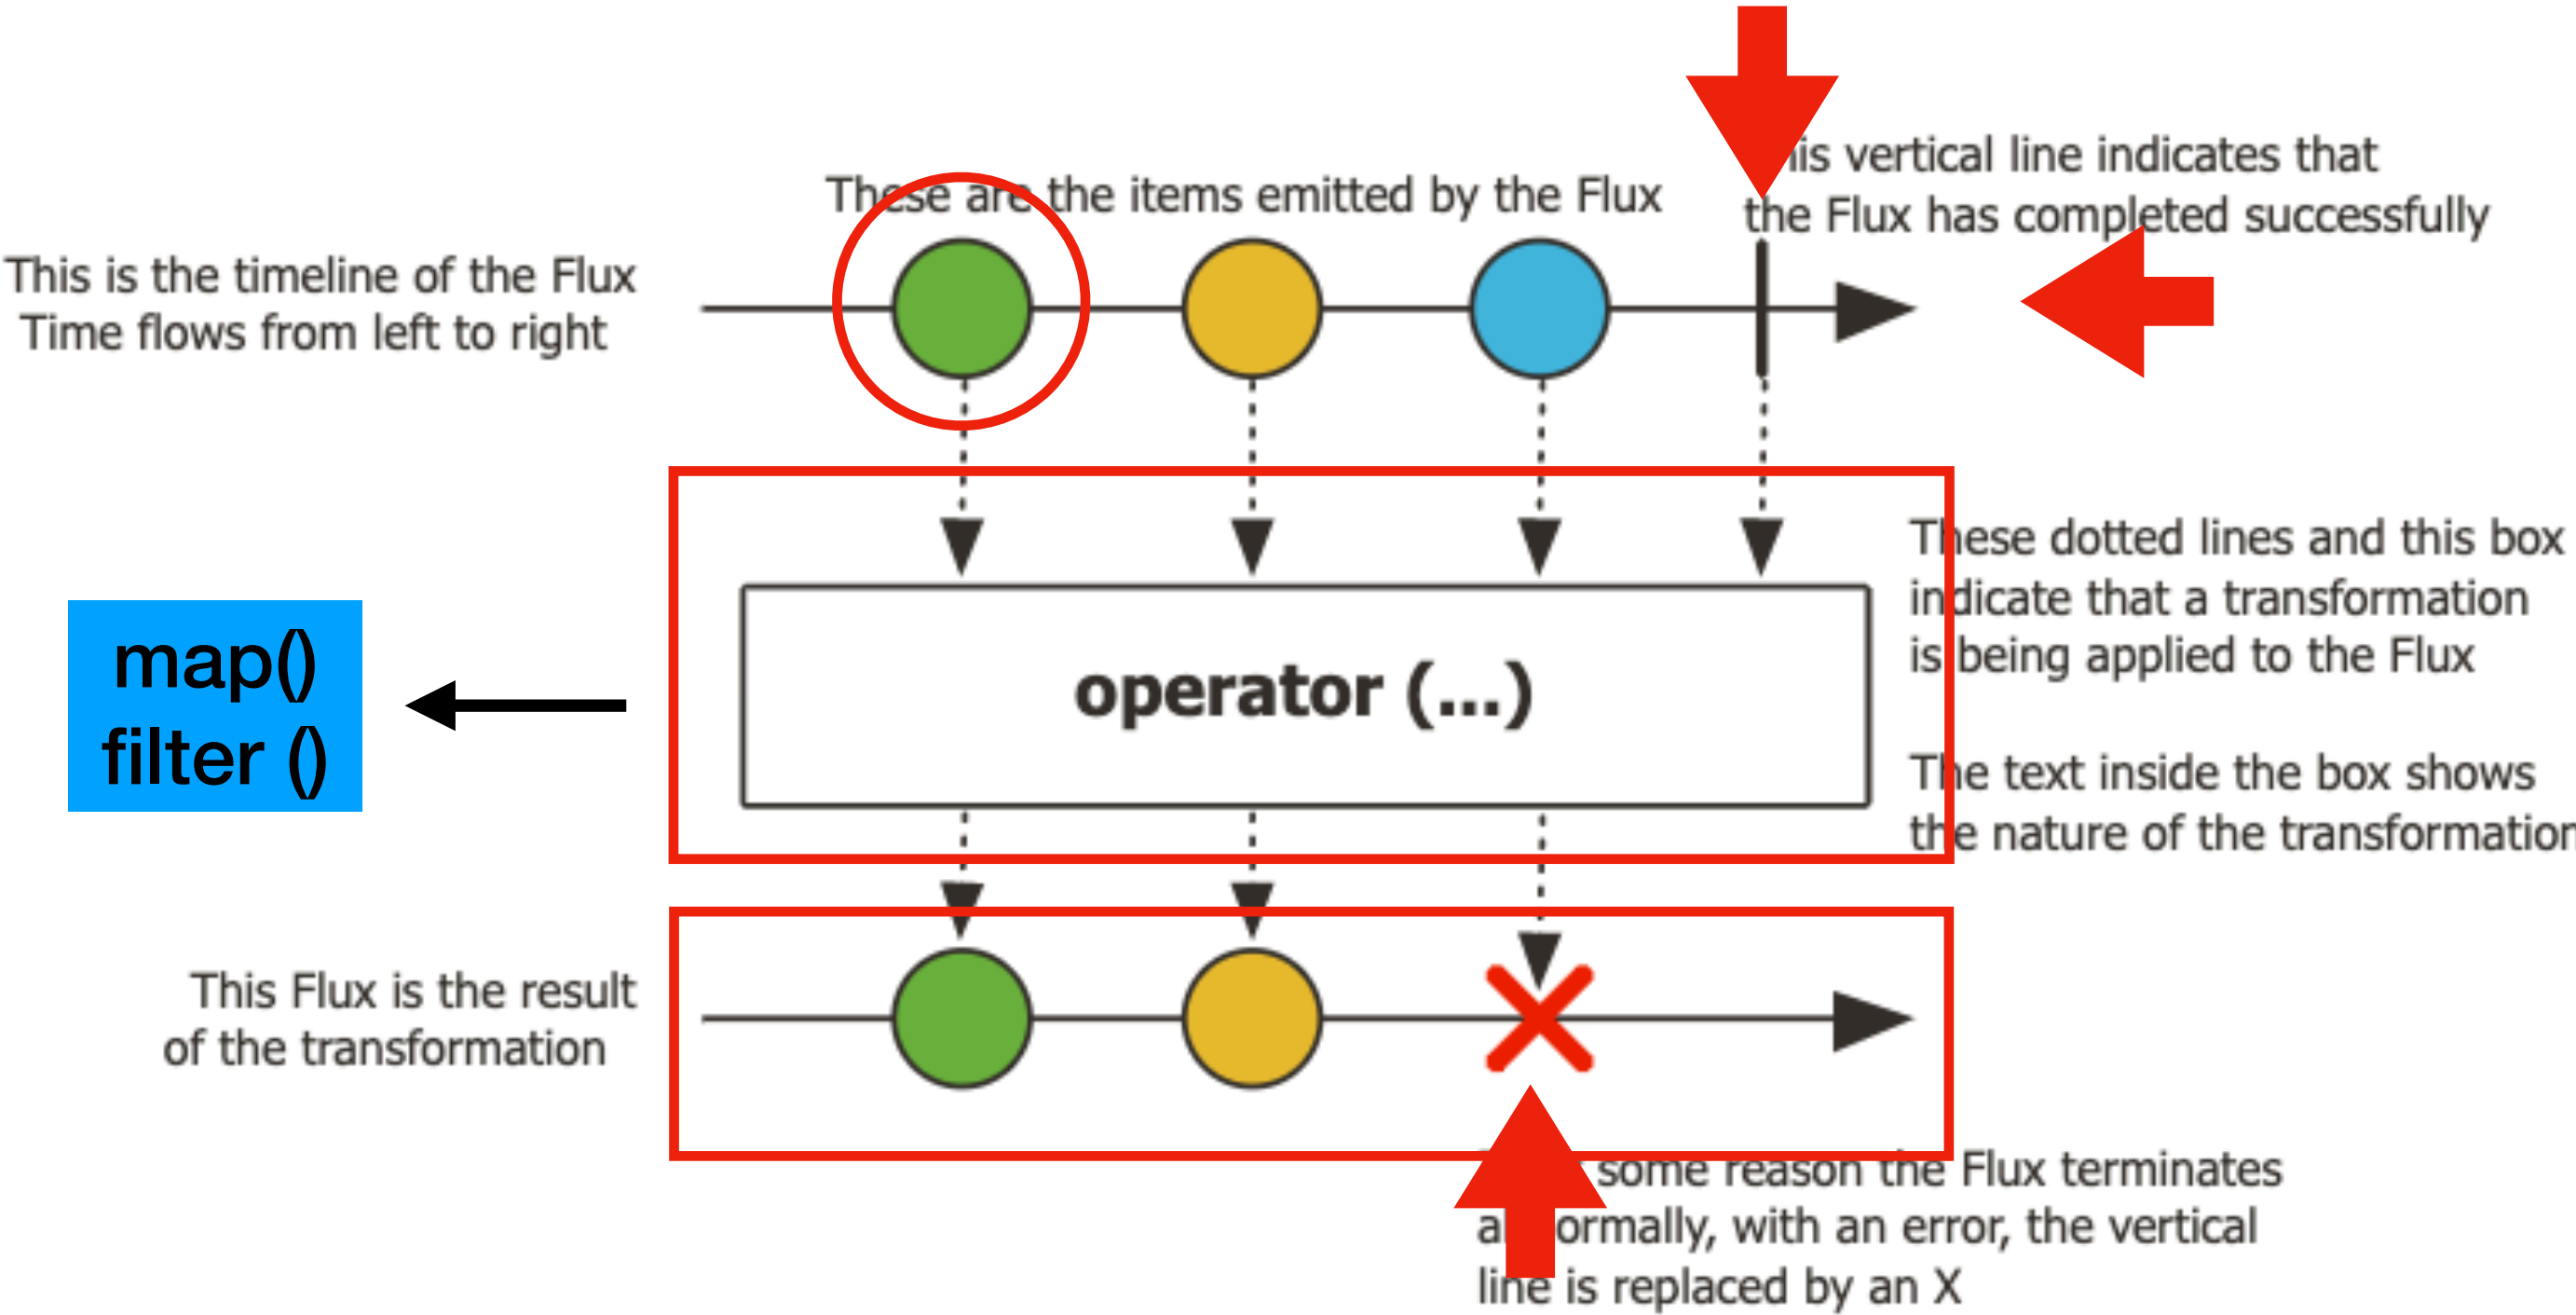 These are the items emitted by the Flux
is vertical line indicates that
the Flux has completed successfully
This is the timeline of the Flux
Time flows from left to right
These dotted lines and this box
indicate that a transformation
is being applied to the Flux
map()
filter ()
operator (...)
The text inside the box shows
the nature of the transformation
This Flux is the result
of the transformation
some reason the Flux terminates
abnormally, with an error, the vertical
line is replaced by an X